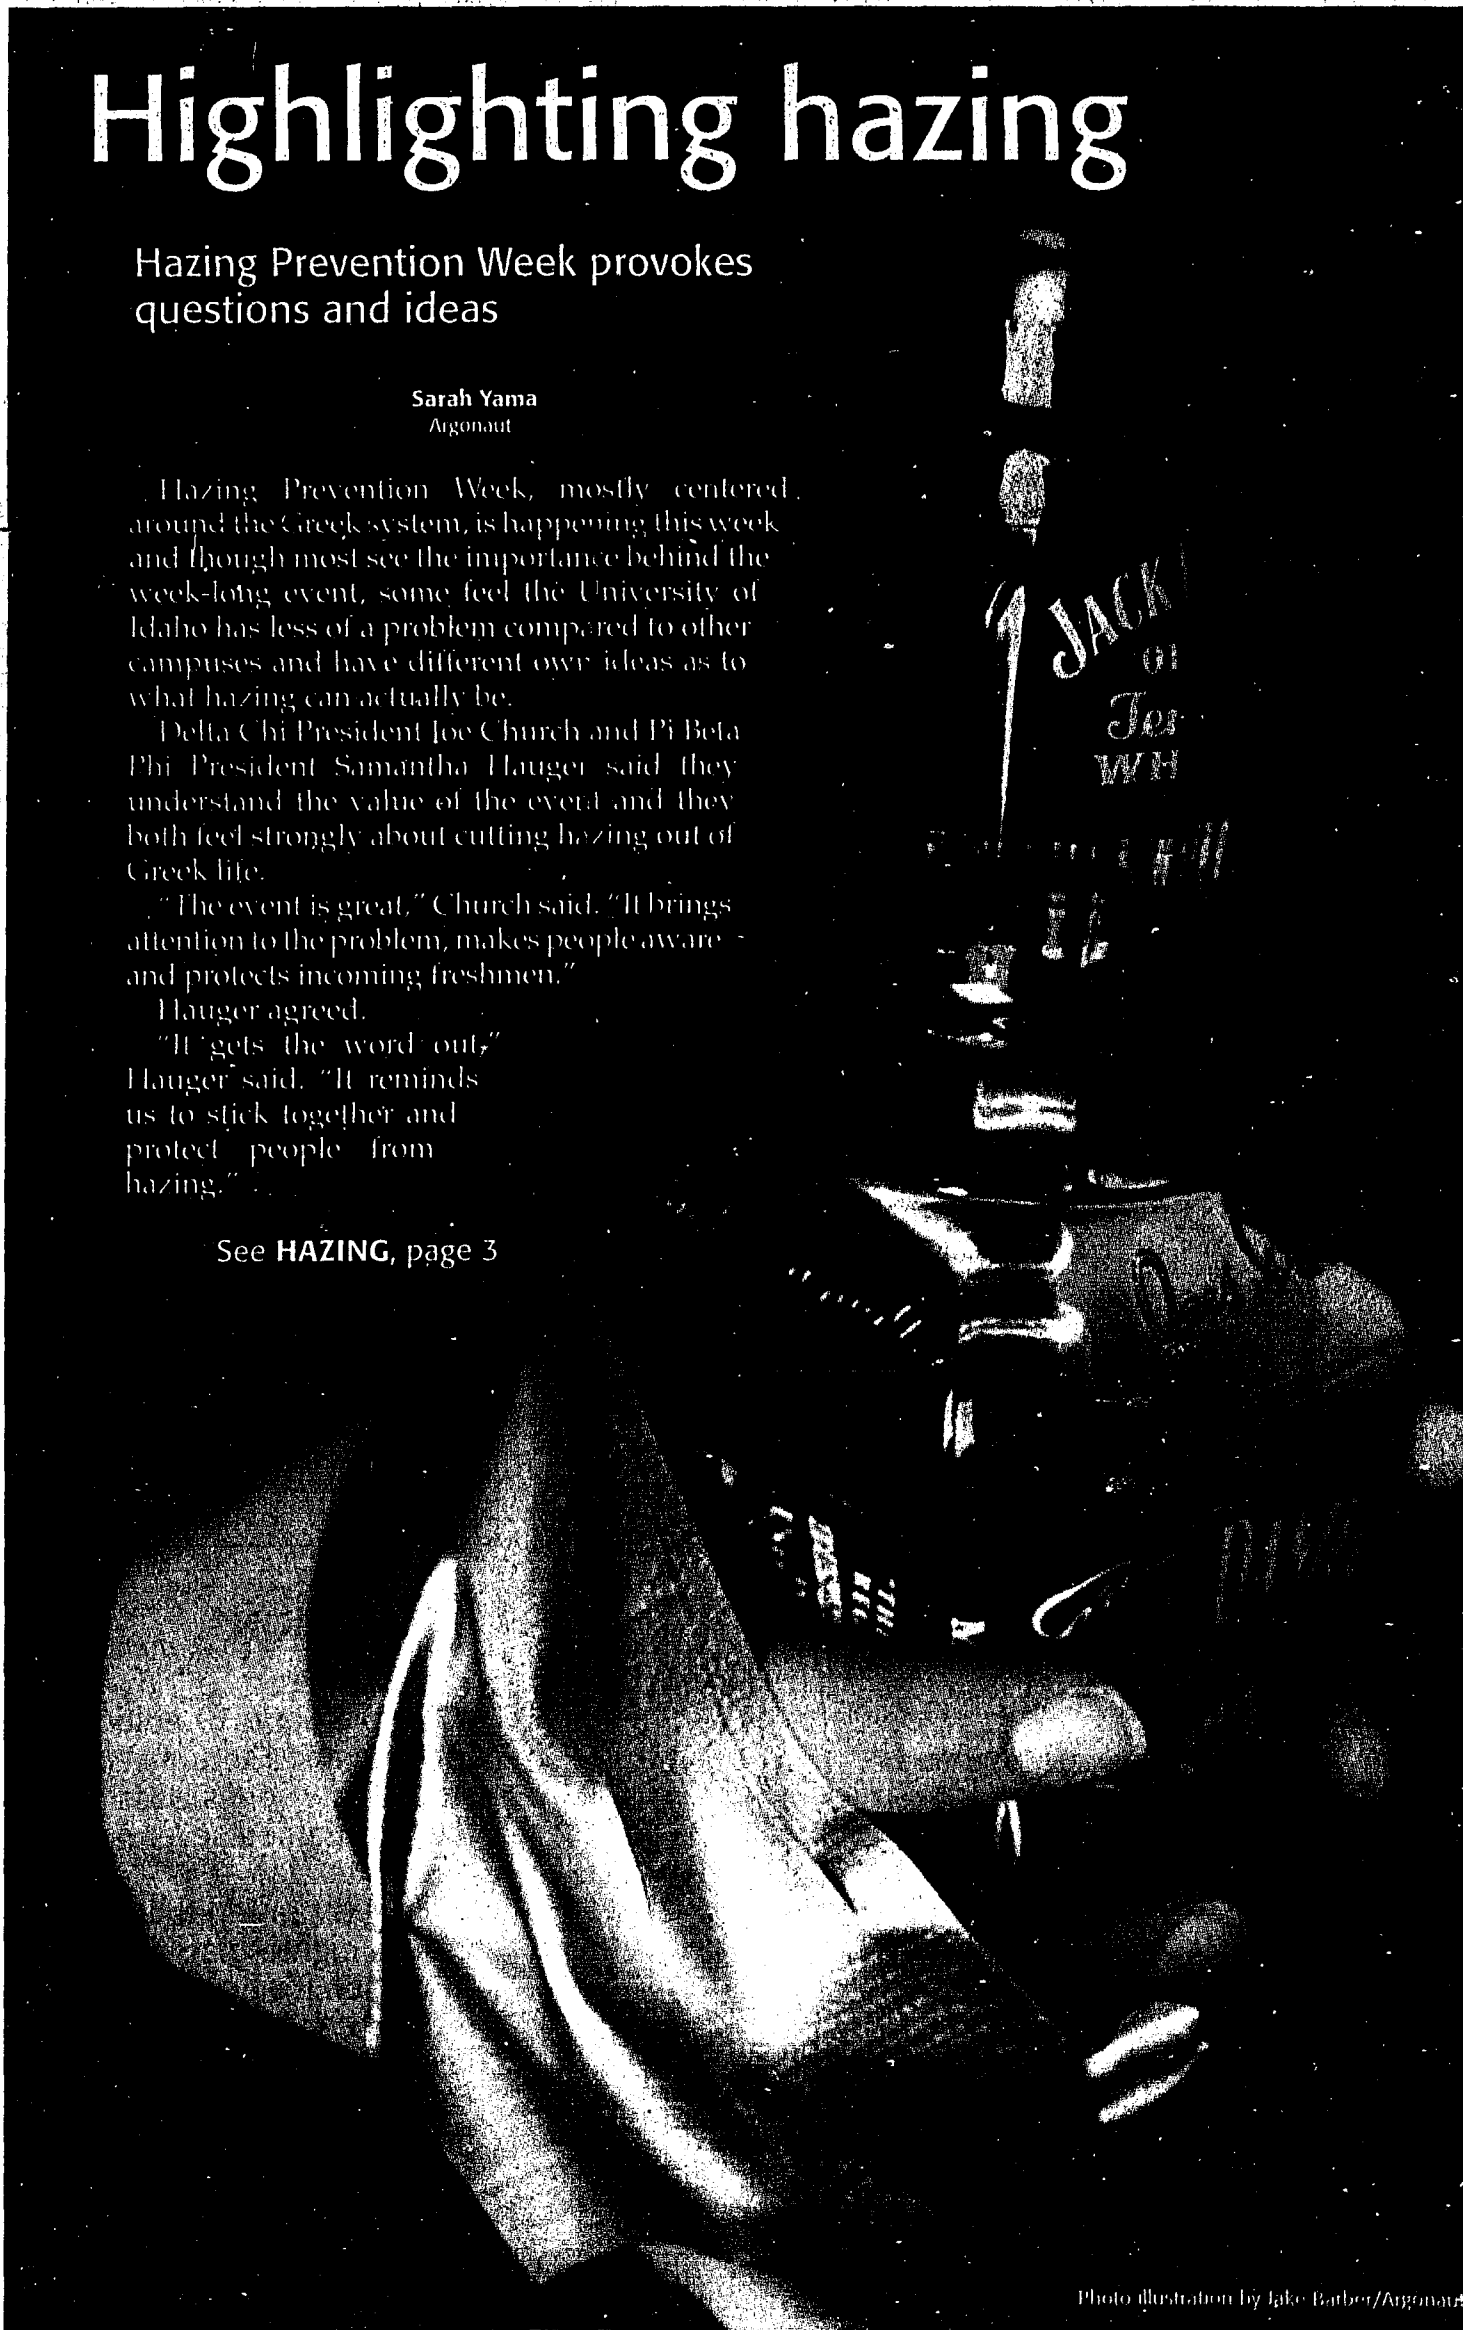 Highlighting hazing
Hazing Prevention Week provokes
questions and ideas
Sarah Yama
Argonaut
Hazing Prevention Week, mostly centered
around the Greek system, is happening this week
and though most see the importance behind the
week-long event, some feel the University of
Idaho has less of a problem compared to other
campuses and have different own ideas as to
what hazing can actually be.
Delta Chi President Joe Church and Pi Beta
Phi President Samantha Hauger said they
understand the value of the event and they
both feel strongly about cutting hazing out of
Greek life.
"The event is great," Church said. "It brings
attention to the problem, makes people aware
and protects incoming freshmen."
Hauger agreed.
"It gets the word out,"
Hauger said. "It reminds
us to stick together and
protect people from
hazing."
See HAZING, page 3
JACK
Photo illustration by Jake Barber/Argonaut